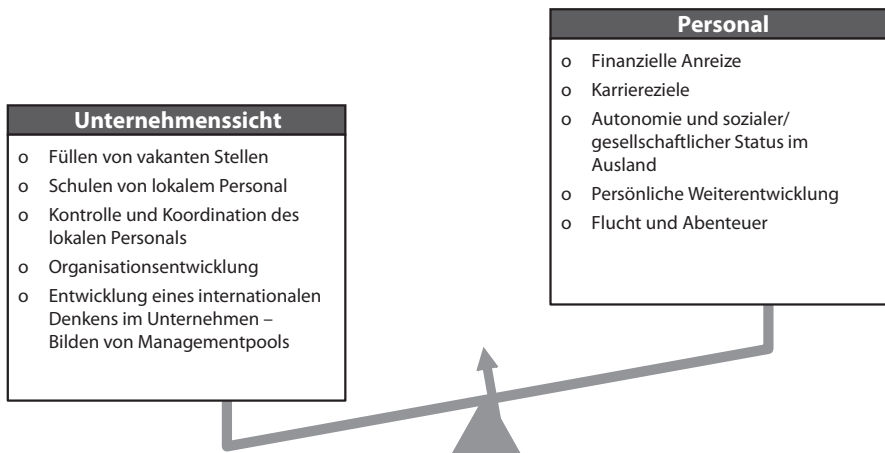 Personal
o Finanzielle Anreize
o Karriereziele
o Autonomie und sozialer/
gesellschaftlicher Status im
Ausland
o Persönliche Weiterentwicklung
o Flucht und Abenteuer
Unternehmenssicht
o Füllen von vakanten Stellen
o Schulen von lokalem Personal
o Kontrolle und Koordination des
lokalen Personals
o Organisationsentwicklung
o Entwicklung eines internationalen
Denkens im Unternehmen –
Bilden von Managementpools